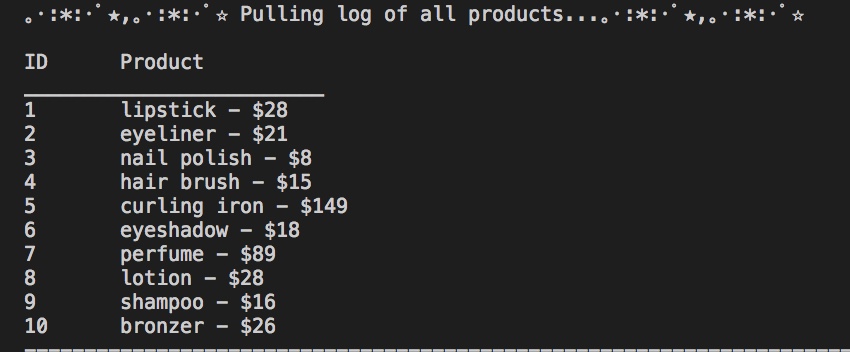 ｡･:*:･ﾟ★,｡･:*:･ﾟ☆ Pulling log of all products...｡･:*:･ﾟ★,｡･:*:･ﾟ☆
ID      Product
_________________________
1       lipstick - $28
2       eyeliner - $21
3       nail polish - $8
4       hair brush - $15
5       curling iron - $149
6       eyeshadow - $18
7       perfume - $89
8       lotion - $28
9       shampoo - $16
10      bronzer - $26